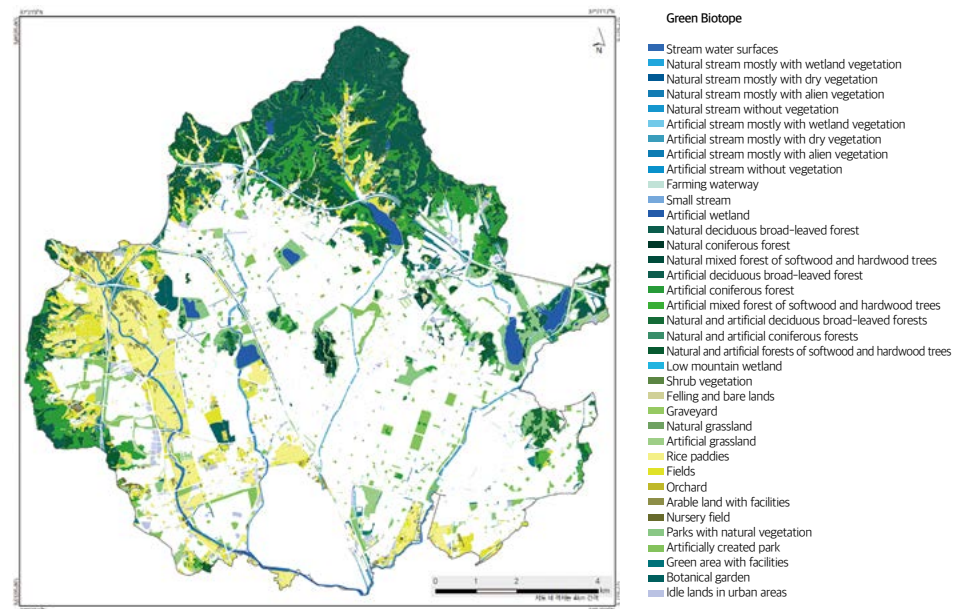 Green Biotope
N
Stream water surfaces
Natural stream mostly with wetland vegetation
Natural stream mostly with dry vegetation
Natural stream mostly with alien vegetation
Natural stream without vegetation
Artificial stream mostly with wetland vegetation
Artificial stream mostly with dry vegetation
Artificial stream mostly with alien vegetation
Artificial stream without vegetation
Farming waterway
Small stream
Artificial wetland
Natural deciduous broad-leaved forest
Natural coniferous forest
Natural mixed forest of softwood and hardwood trees
Artificial deciduous broad-leaved forest
Artificial coniferous forest
Artificial mixed forest of softwood and hardwood trees
Natural and artificial deciduous broad-leaved forests
Natural and artificial coniferous forests
Natural and artificial forests of softwood and hardwood trees
Low mountain wetland
Shrub vegetation
Felling and bare lands
Graveyard
Natural grassland
Artificial grassland
Rice paddies
Fields
Orchard
Arable land with facilities
Nursery field
Parks with natural vegetation
Artificially created park
Green area with facilities
Botanical garden
Idle lands in urban areas
0 1 2 4
km